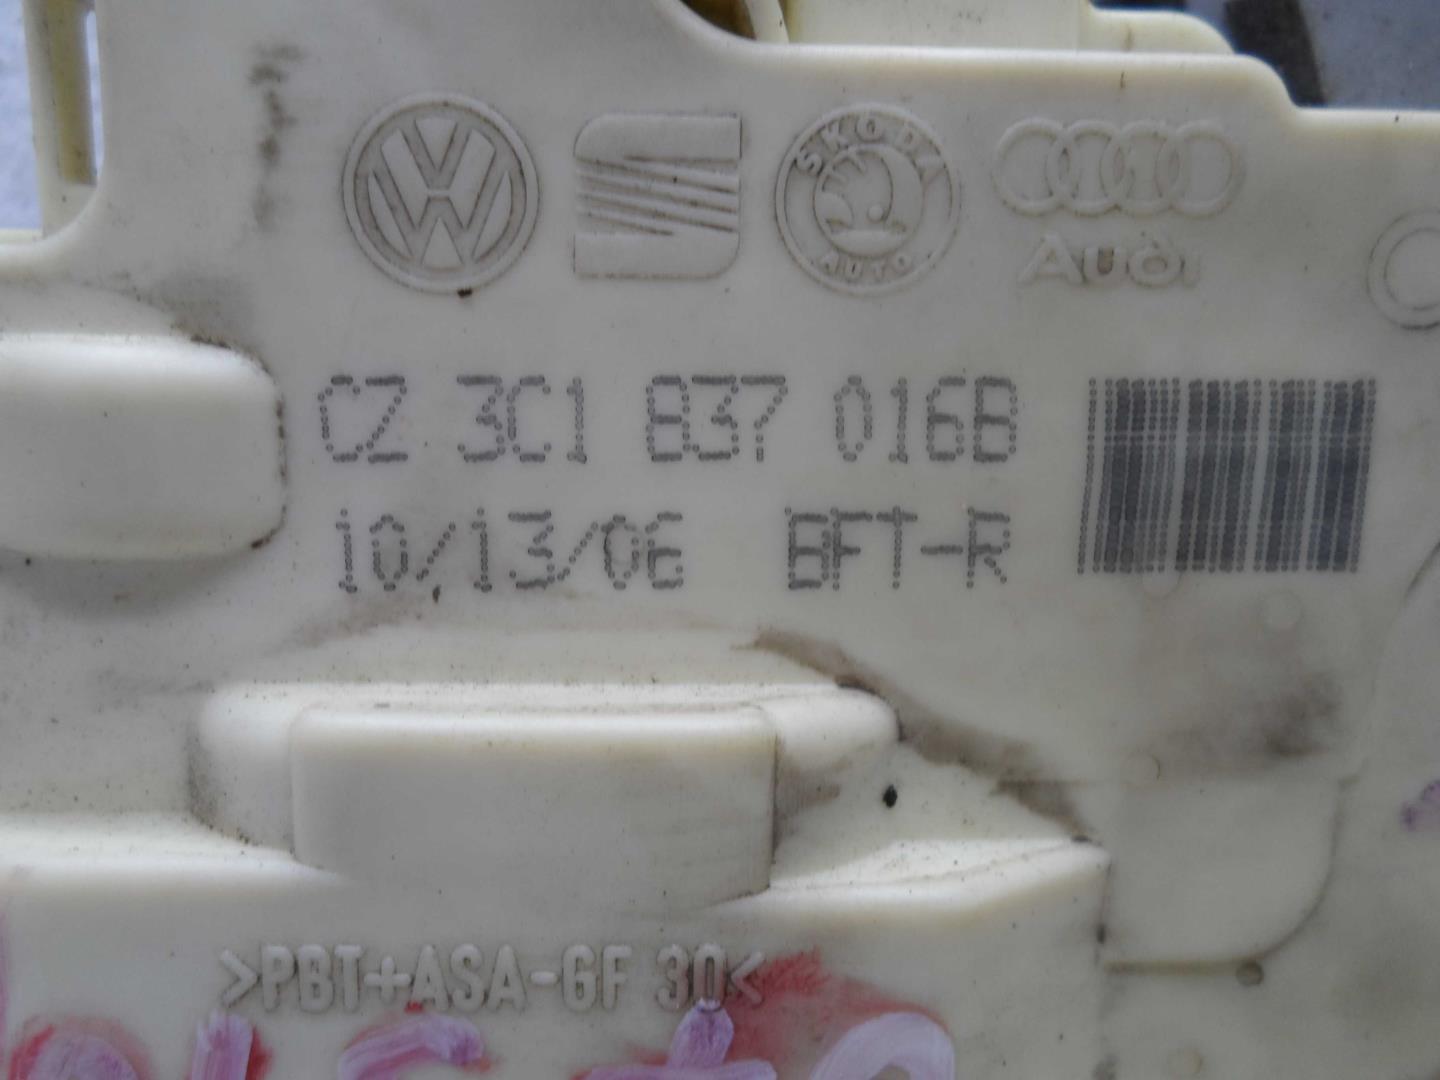 SKODA
AUTO
Audi
CZ 3C1 837 016B
10/13/06 BFT-R
>PBT+ASA-GF 30<